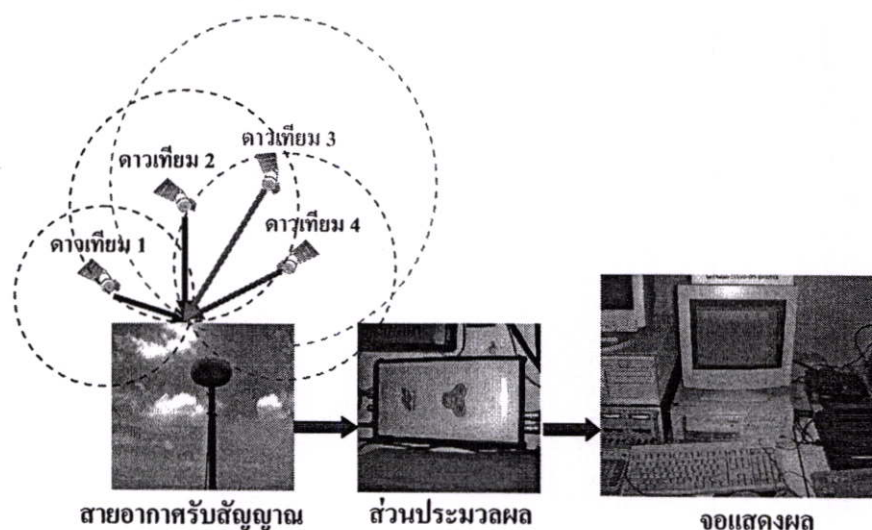 ดาวเทียม 3
ดาวเทียม 2
ดาวเทียม 4
ดาวเทียม 1
สายอากาศรับสัญญาณ
ส่วนประมวลผล
จอแสดงผล